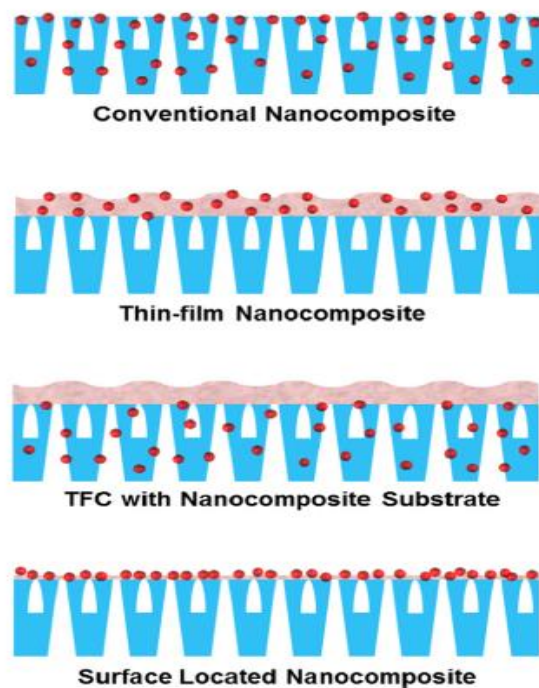 Conventional Nanocomposite
Thin-film Nanocomposite
TFC with Nanocomposite Substrate
Surface Located Nanocomposite